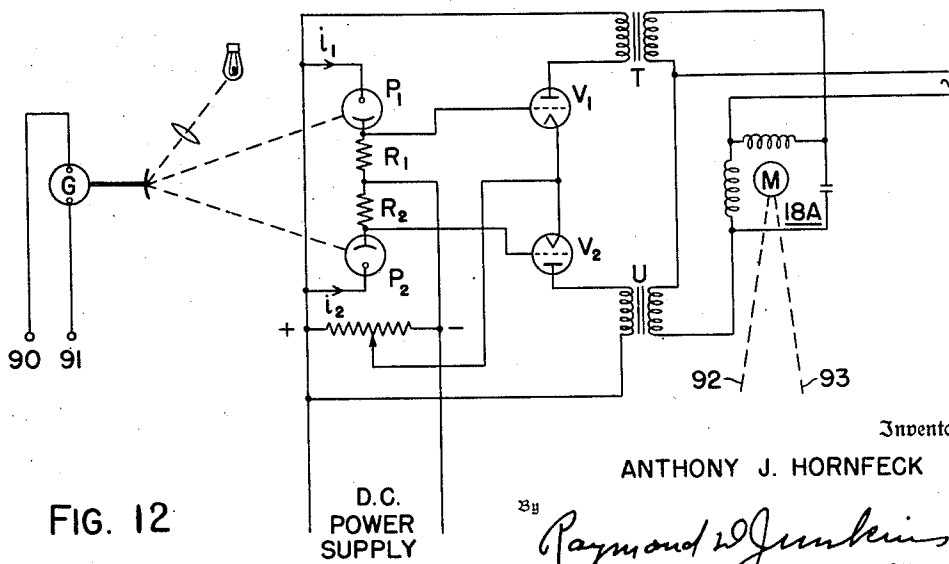 i₁
P₁
R₁
R₂
P₂
i₂
V₁
V₂
T
U
G
M
18A
+ −
90 91
92 93
~
FIG. 12
D.C.
POWER
SUPPLY
Invento
ANTHONY J. HORNFECK
By
Raymond W Junkins